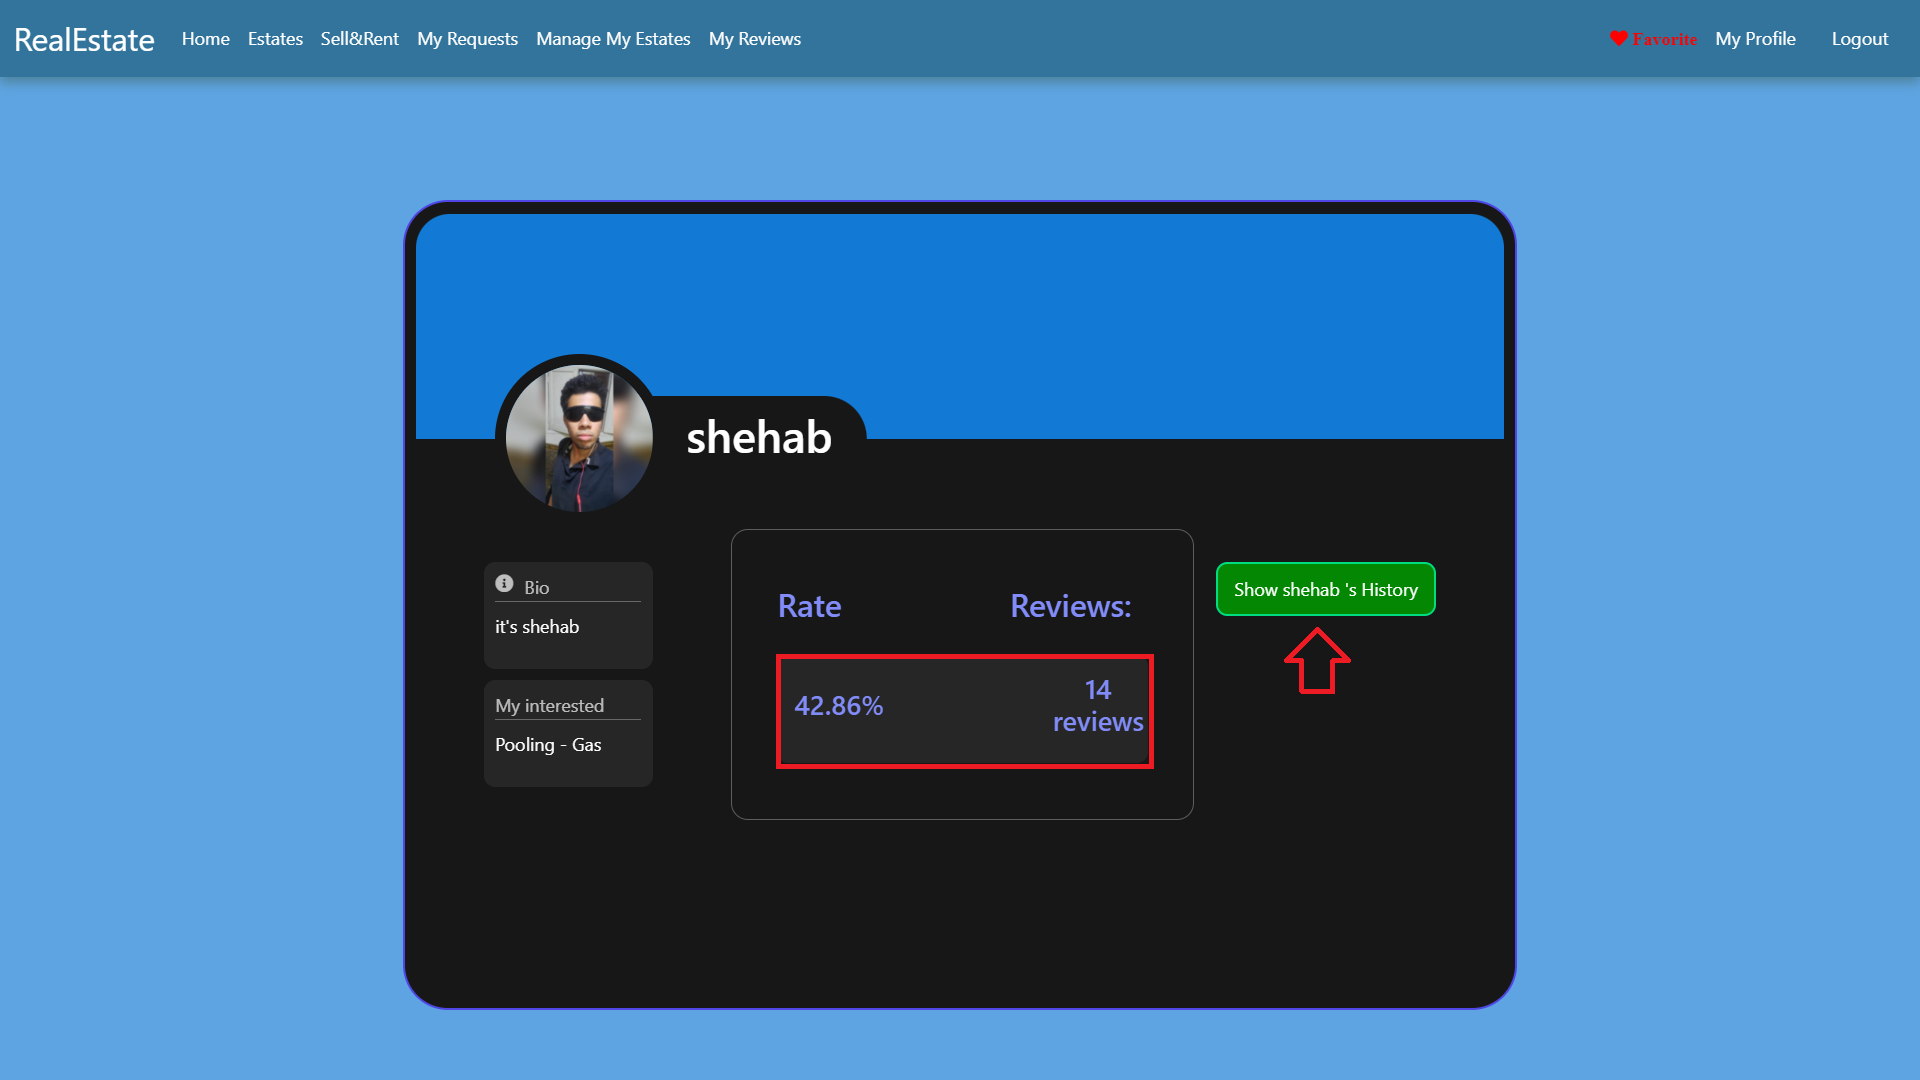 RealEstate Home Estates Sell&Rent My Requests Manage My Estates My Reviews Favorite My Profile Logout
shehab
Bio
it's shehab
My interested
Pooling - Gas
Rate Reviews:
42.86% 14
reviews
Show shehab 's History